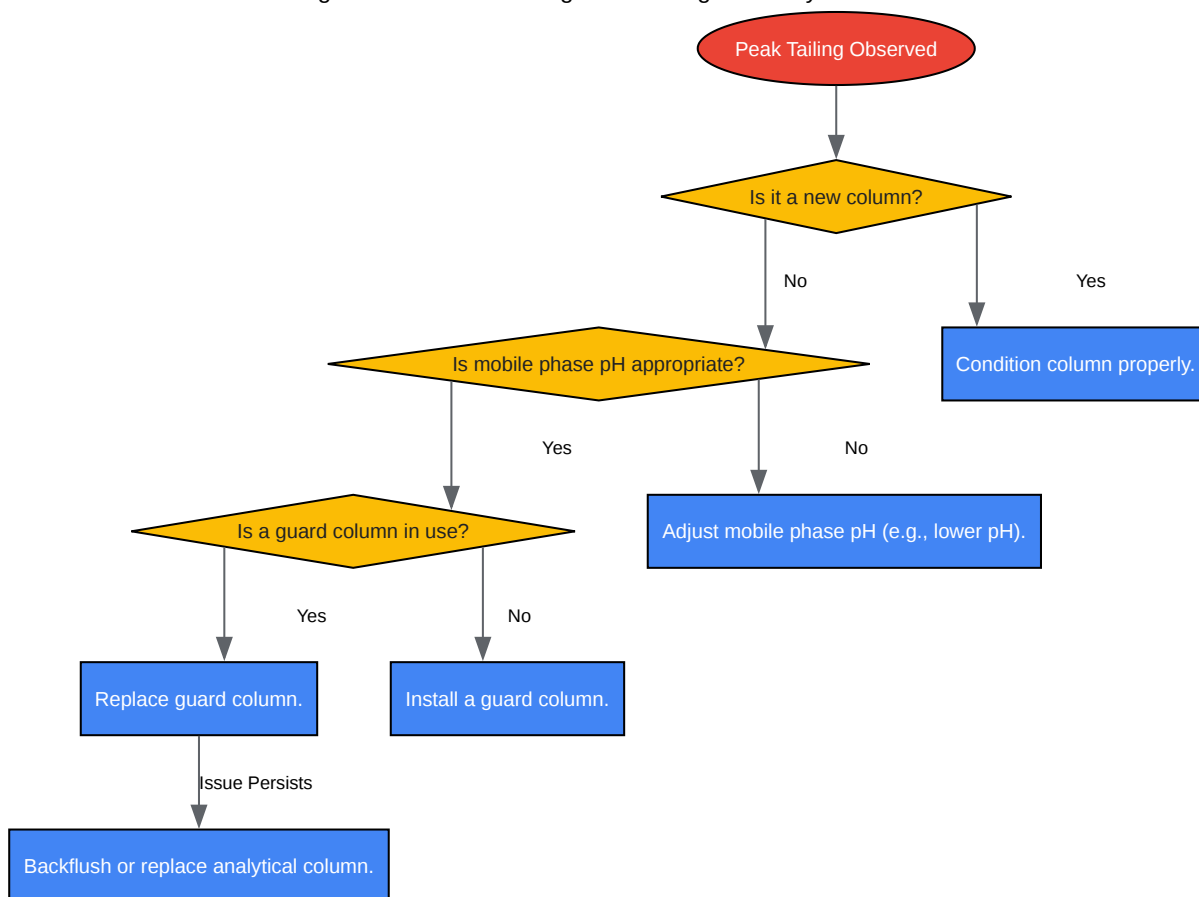 Peak Tailing Observed
Is it a new column?
No
Yes
Is mobile phase pH appropriate?
Condition column properly.
Yes
No
Is a guard column in use?
Adjust mobile phase pH (e.g., lower pH).
Yes
No
Replace guard column.
Install a guard column.
Issue Persists
Backflush or replace analytical column.